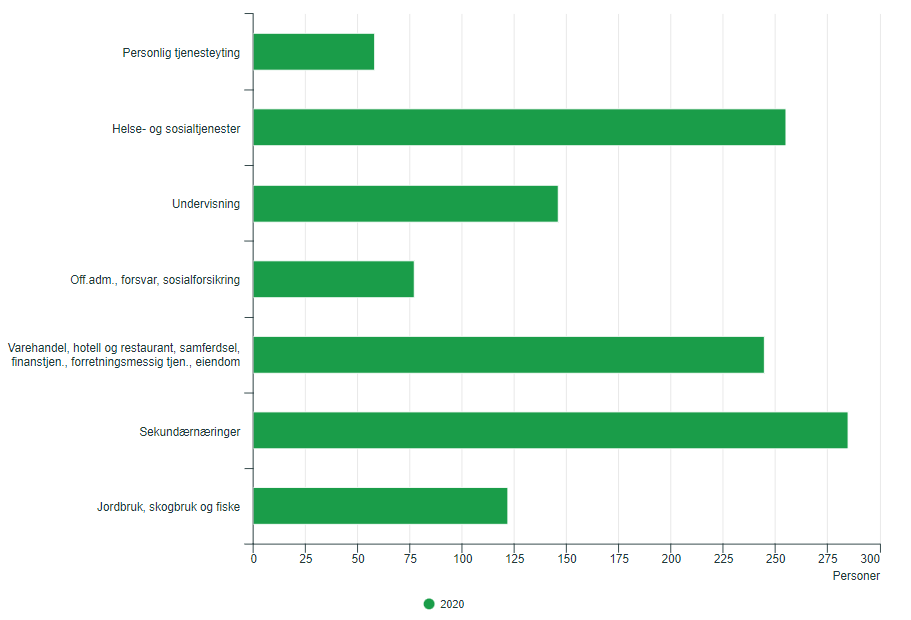 Personlig tjenesteyting
Helse- og sosialtjenester
Undervisning
Off.adm., forsvar, sosialforsikring
Varehandel, hotell og restaurant, samferdsel,
finanstjen., forretningsmessig tjen., eiendom
Sekundærnæringer
Jordbruk, skogbruk og fiske
0 25 50 75 100 125 150 175 200 225 250 275 300
Personer
2020